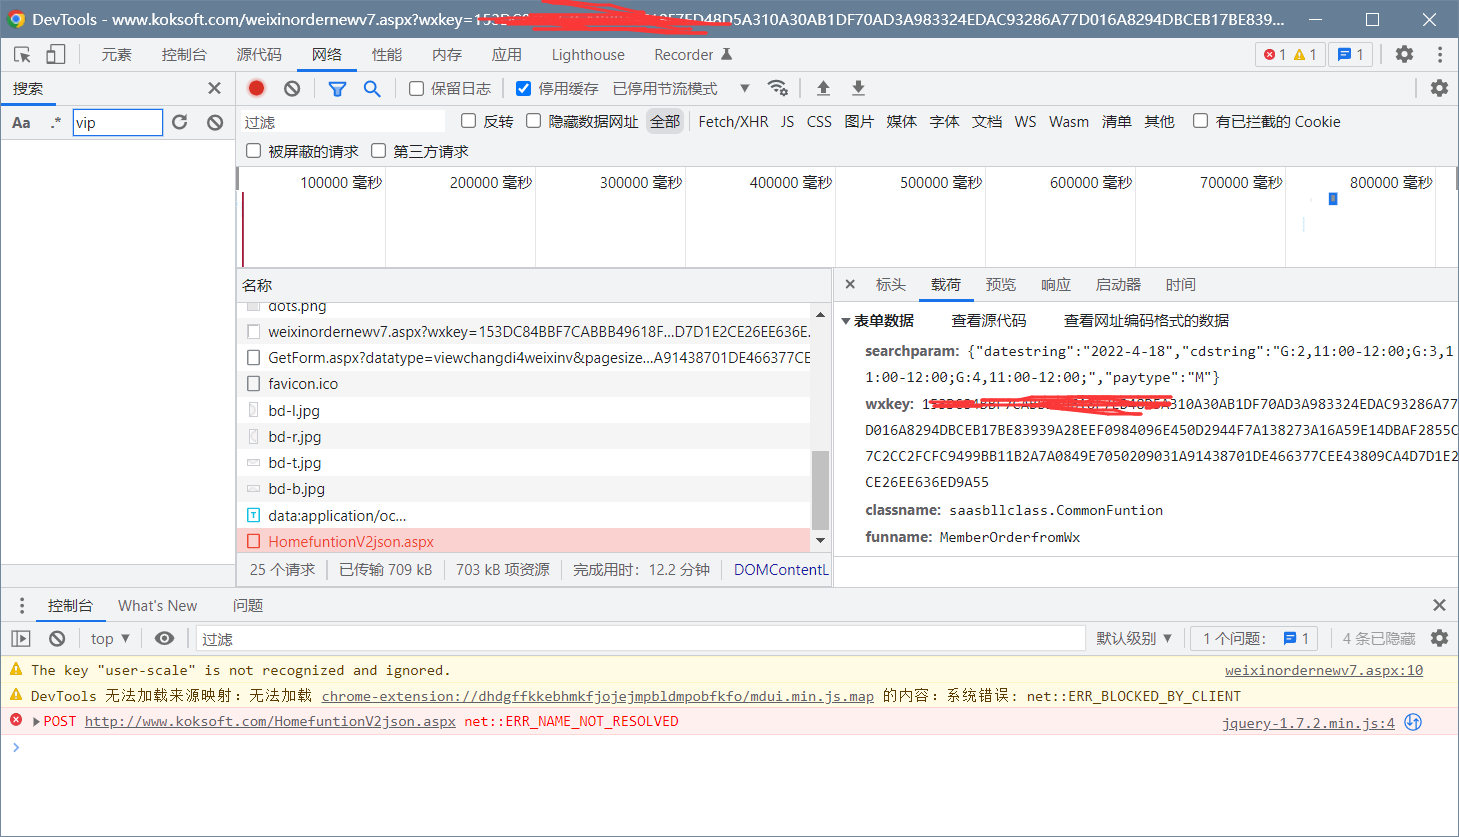 DevTools - www.koksoft.com/weixinordernewv7.aspx?wxkey=
D48D5A310A30AB1DF70AD3A983324EDAC93286A77D016A8294DBCEB17BE839...
元素 控制台 源代码 网络 性能 内存 应用 Lighthouse Recorder 1 1 1
搜索
保留日志 停用缓存 已停用节流模式
Aa .* vip
过滤 反转 隐藏数据网址 全部 Fetch/XHR JS CSS 图片 媒体 字体 文档 WS Wasm 清单 其他 有已拦截的 Cookie
被屏蔽的请求 第三方请求
100000 毫秒 200000 毫秒 300000 毫秒 400000 毫秒 500000 毫秒 600000 毫秒 700000 毫秒 800000 毫秒
名称
dots.png
weixinordernewv7.aspx?wxkey=153DC84BBF7CABBB49618F...D7D1E2CE26EE636E.
GetForm.aspx?datatype=viewchangdi4weixinv&pagesize...A91438701DE466377CE
favicon.ico
bd-l.jpg
bd-r.jpg
bd-t.jpg
bd-b.jpg
data:application/oc...
HomefuntionV2json.aspx
25 个请求 已传输 709 kB 703 kB 项资源 完成用时：12.2 分钟 DOMContentL
标头 载荷 预览 响应 启动器 时间
表单数据 查看源代码 查看网址编码格式的数据
searchparam: {"datestring":"2022-4-18","cdstring":"G:2,11:00-12:00;G:3,1
1:00-12:00;G:4,11:00-12:00;","paytype":"M"}
wxkey:
310A30AB1DF70AD3A983324EDAC93286A77
D016A8294DBCEB17BE83939A28EEF0984096E450D2944F7A138273A16A59E14DBAF2855C
7C2CC2FCFC9499BB11B2A7A0849E7050209031A91438701DE466377CEE43809CA4D7D1E2
CE26EE636ED9A55
classname: saasbllclass.CommonFuntion
funname: MemberOrderfromWx
控制台 What's New 问题
top 过滤 默认级别 1 个问题： 1 4 条已隐藏
The key "user-scale" is not recognized and ignored. weixinordernewv7.aspx:10
DevTools 无法加载来源映射：无法加载 chrome-extension://dhdgffkkebhmkfjojejmpbldmpobfkfo/mdui.min.js.map 的内容：系统错误：net::ERR_BLOCKED_BY_CLIENT
POST http://www.koksoft.com/HomefuntionV2json.aspx net::ERR_NAME_NOT_RESOLVED jquery-1.7.2.min.js:4